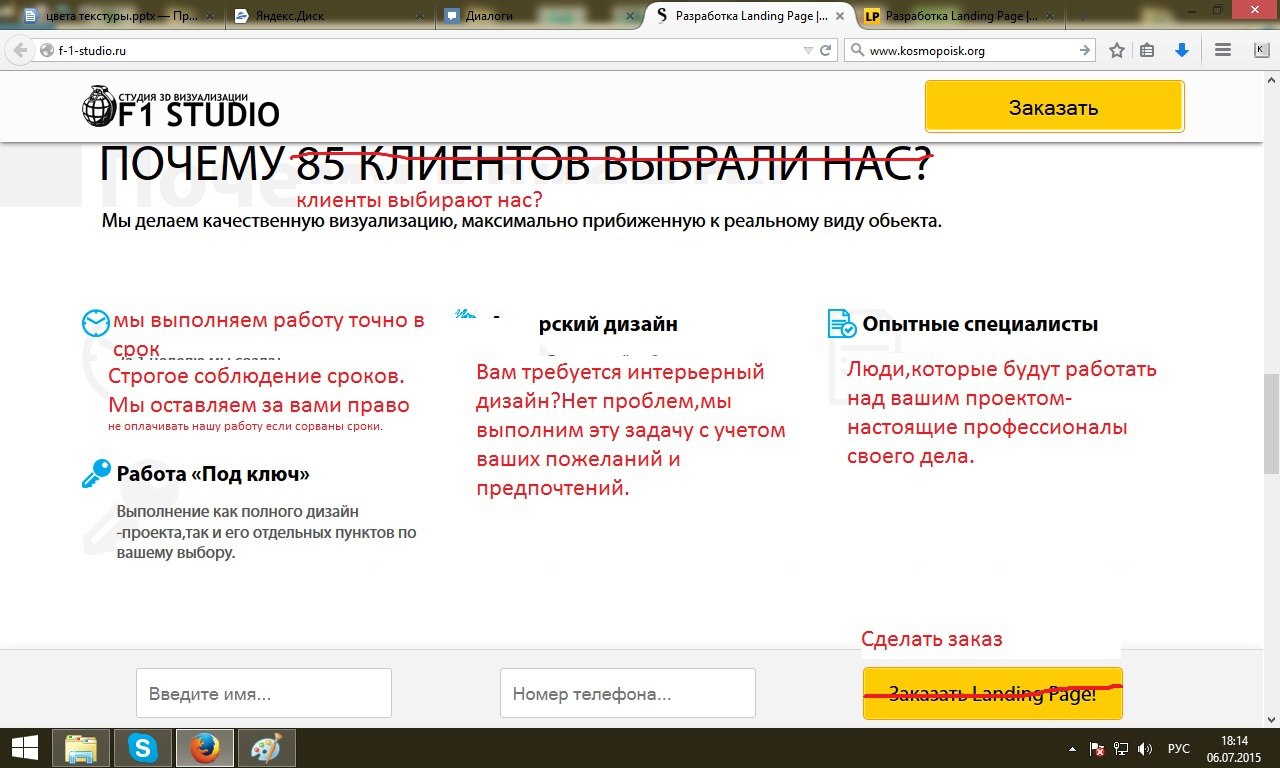 цвета текстуры.pptx — Пр...
Яндекс.Диск
Диалоги
Разработка Landing Page |...
LP Разработка Landing Page |...
f-1-studio.ru
www.kosmopoisk.org
K
СТУДИЯ 3D ВИЗУАЛИЗАЦИИ
F1 STUDIO
Заказать
ПОЧЕМУ 85 КЛИЕНТОВ ВЫБРАЛИ НАС?
клиенты выбирают нас?
Мы делаем качественную визуализацию, максимально прибиженную к реальному виду обьекта.
мы выполняем работу точно в
срок
Строгое соблюдение сроков.
Мы оставляем за вами право
не оплачивать нашу работу если сорваны сроки.
рский дизайн
Вам требуется интерьерный
дизайн?Нет проблем,мы
выполним эту задачу с учетом
ваших пожеланий и
предпочтений.
Опытные специалисты
Люди,которые будут работать
над вашим проектом-
настоящие профессионалы
своего дела.
Работа «Под ключ»
Выполнение как полного дизайн
-проекта,так и его отдельных пунктов по
вашему выбору.
Сделать заказ
Введите имя...
Номер телефона...
Заказать Landing Page!
РУС
18:14
06.07.2015